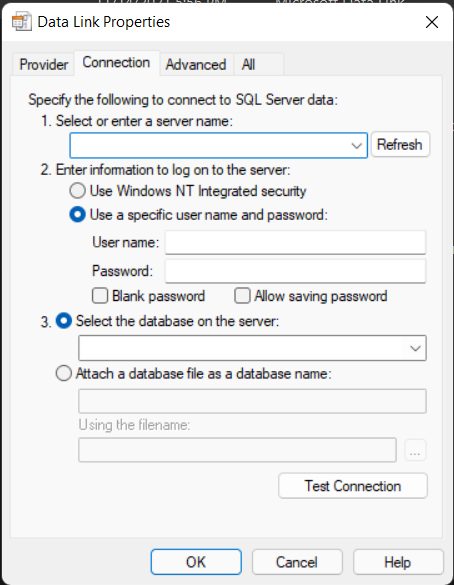 Data Link Properties
Provider Connection Advanced All
Specify the following to connect to SQL Server data:
1. Select or enter a server name:
Refresh
2. Enter information to log on to the server:
Use Windows NT Integrated security
Use a specific user name and password:
User name:
Password:
Blank password Allow saving password
3. Select the database on the server:
Attach a database file as a database name:
Using the filename:
...
Test Connection
OK Cancel Help